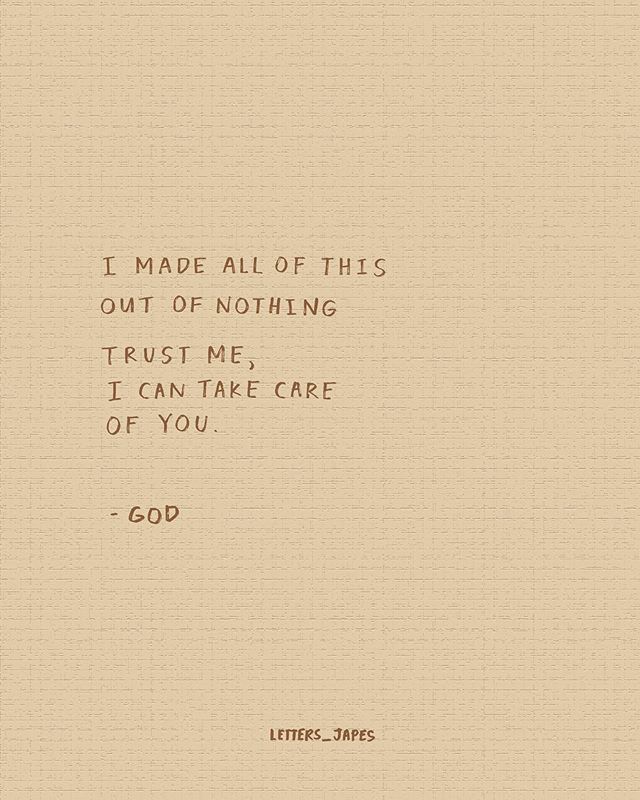 I MADE ALL OF THIS
OUT OF NOTHING
TRUST ME,
I CAN TAKE CARE
OF YOU.
- GOD
LETTERS_JAPES